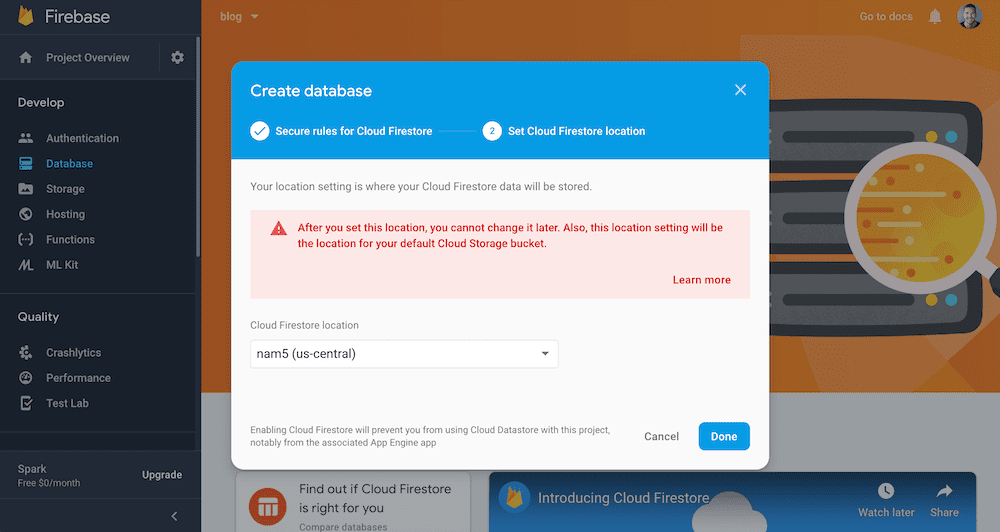 Firebase
blog
Go to docs
Project Overview
Develop
Authentication
Database
Storage
Hosting
Functions
ML Kit
Quality
Crashlytics
Performance
Test Lab
Spark
Free $0/month
Upgrade
Create database
Secure rules for Cloud Firestore
2 Set Cloud Firestore location
Your location setting is where your Cloud Firestore data will be stored.
After you set this location, you cannot change it later. Also, this location setting will be
the location for your default Cloud Storage bucket.
Learn more
Cloud Firestore location
nam5 (us-central)
Enabling Cloud Firestore will prevent you from using Cloud Datastore with this project,
notably from the associated App Engine app
Cancel
Done
Find out if Cloud Firestore
is right for you
Compare databases
Introducing Cloud Firestore
Watch later
Share